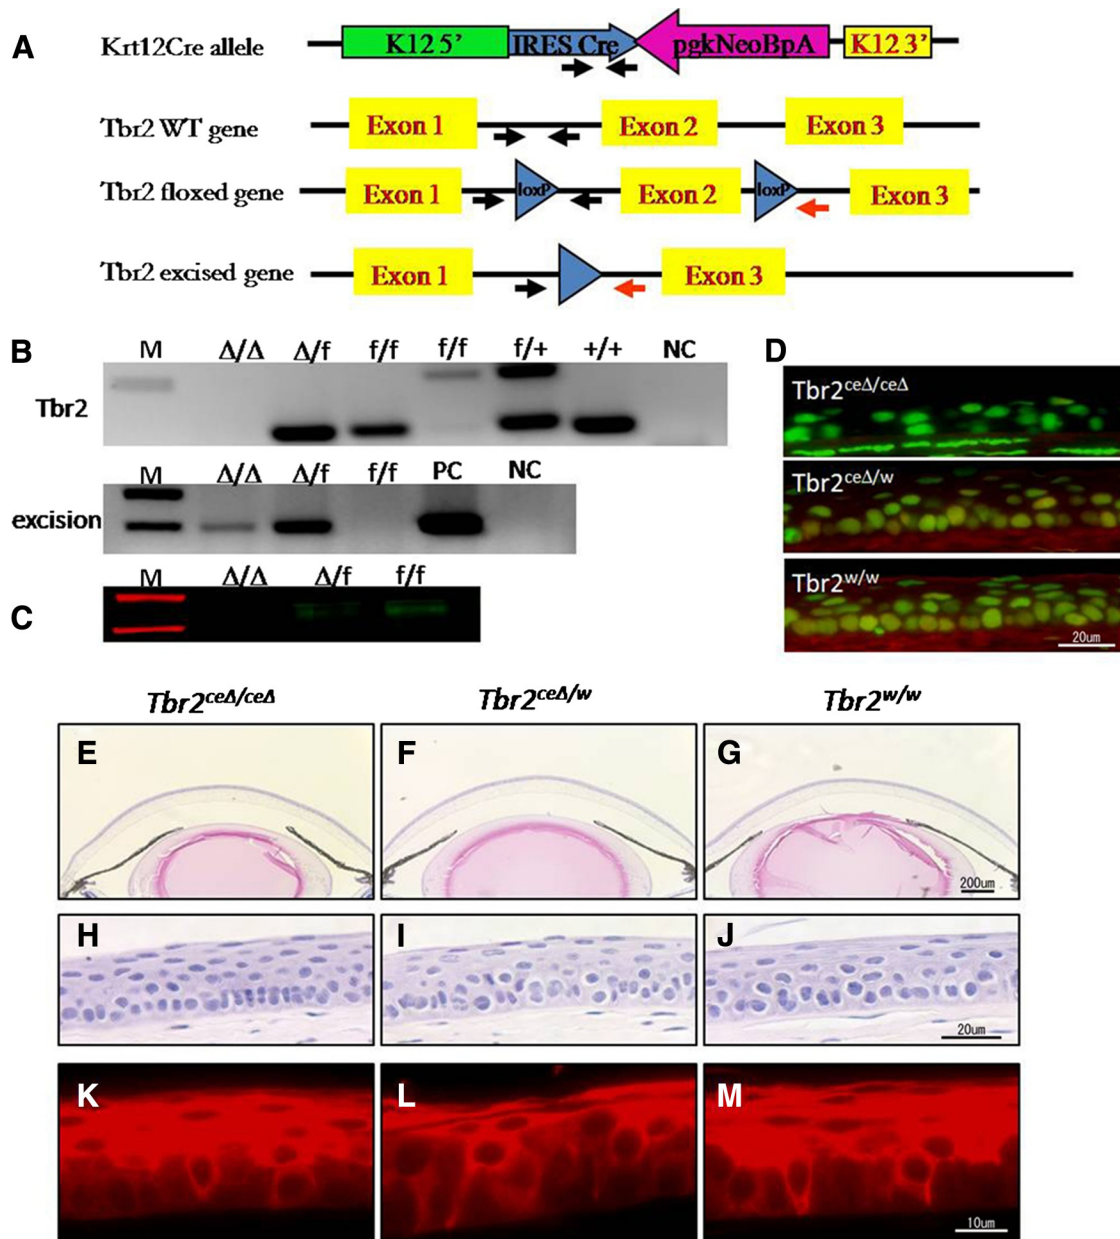 A
Krt12Cre allele
K12 5’ IRES Cre pgkNeoBpA K12 3’
Tbr2 WT gene
Exon 1 Exon 2 Exon 3
Tbr2 floxed gene
Exon 1 loxP Exon 2 loxP Exon 3
Tbr2 excised gene
Exon 1 Exon 3
B
M Δ/Δ Δ/f f/f f/f f/+ +/+ NC
Tbr2
M Δ/Δ Δ/f f/f PC NC
excision
M Δ/Δ Δ/f f/f
C
D
Tbr2ceΔ/ceΔ
Tbr2ceΔ/w
Tbr2w/w
20um
Tbr2ceΔ/ceΔ Tbr2ceΔ/w Tbr2w/w
E F G
200um
H I J
20um
K L M
10um